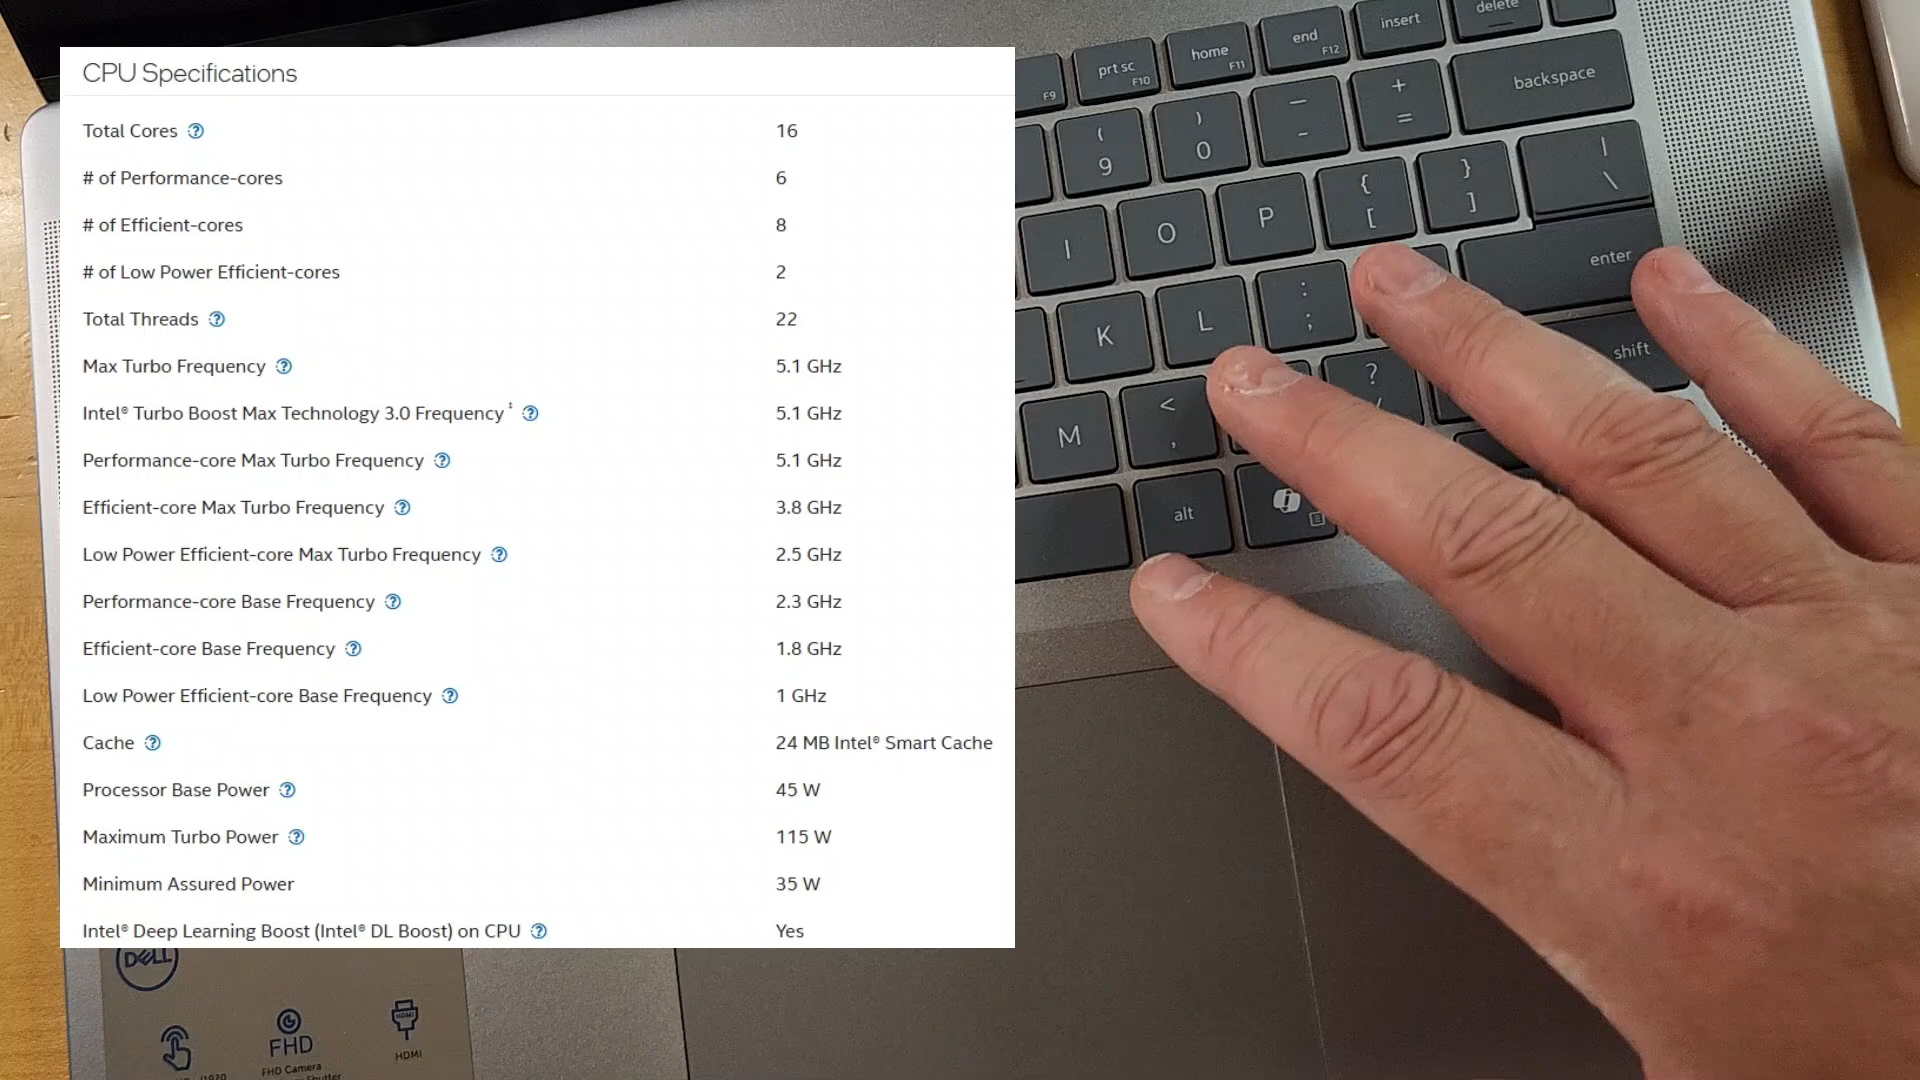 CPU Specifications
Total Cores 16
# of Performance-cores 6
# of Efficient-cores 8
# of Low Power Efficient-cores 2
Total Threads 22
Max Turbo Frequency 5.1 GHz
Intel® Turbo Boost Max Technology 3.0 Frequency ‡ 5.1 GHz
Performance-core Max Turbo Frequency 5.1 GHz
Efficient-core Max Turbo Frequency 3.8 GHz
Low Power Efficient-core Max Turbo Frequency 2.5 GHz
Performance-core Base Frequency 2.3 GHz
Efficient-core Base Frequency 1.8 GHz
Low Power Efficient-core Base Frequency 1 GHz
Cache 24 MB Intel® Smart Cache
Processor Base Power 45 W
Maximum Turbo Power 115 W
Minimum Assured Power 35 W
Intel® Deep Learning Boost (Intel® DL Boost) on CPU Yes
F9 prt sc F10 home F11 end F12 insert delete
( 9 ) 0 — - + = backspace
I O P { [ } ] | \
K L : ; enter
M < , ? shift
alt
DELL
FHD
FHD Camera
Shutter
HDMI
HDMI